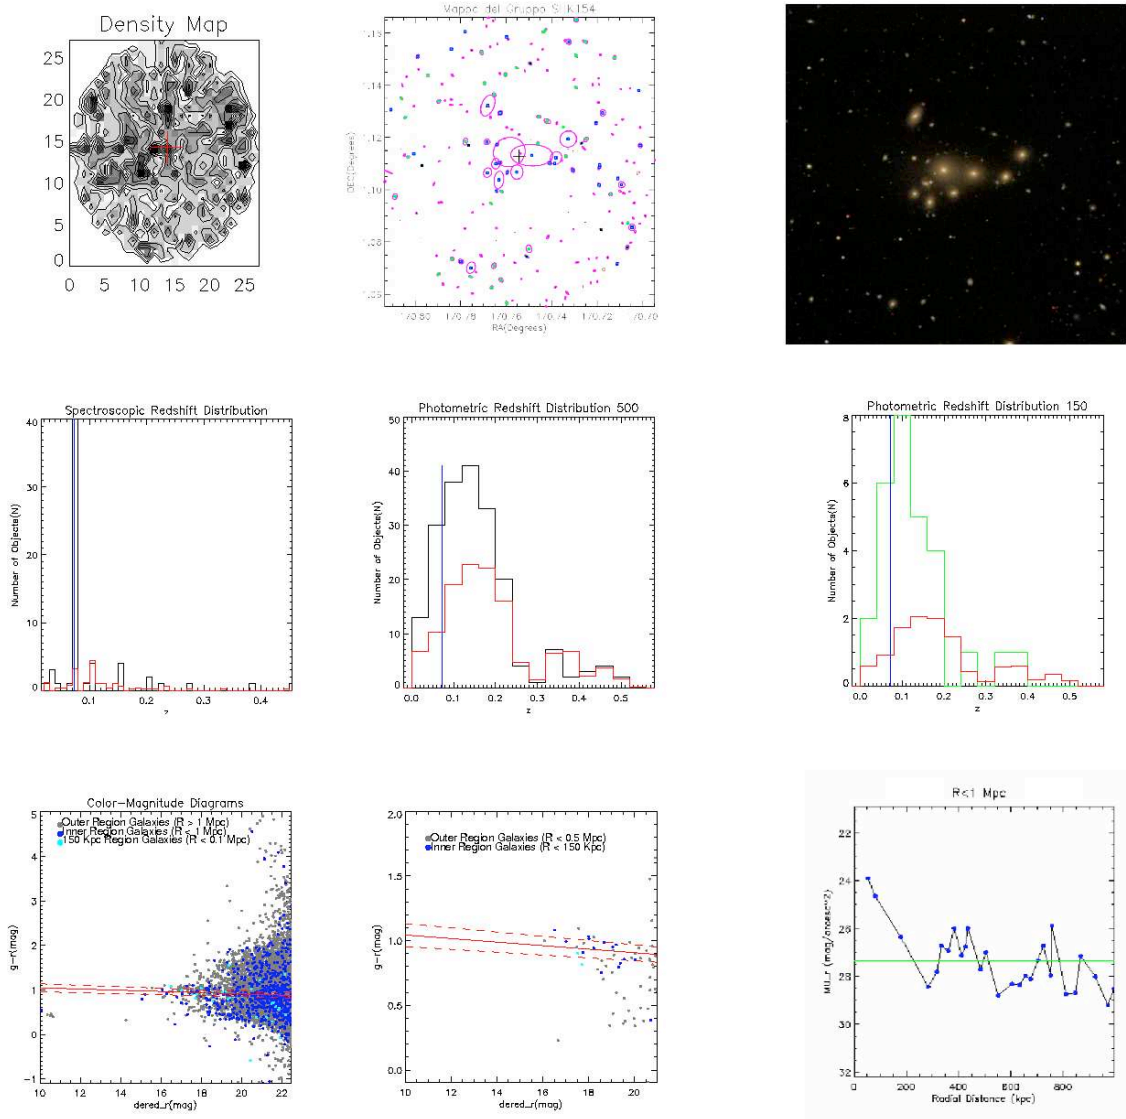 Density Map
25
20
15
10
5
0
0 5 10 15 20 25
DEC(Degrees)
RA(Degrees)
Spectroscopic Redshift Distribution
Number of Objects(N)
40
30
20
10
0
0.1 0.2 0.3 0.4
z
Photometric Redshift Distribution 500
Number of Objects(N)
50
40
30
20
10
0
0.0 0.1 0.2 0.3 0.4 0.5
z
Photometric Redshift Distribution 150
Number of Objects(N)
8
6
4
2
0
0.0 0.1 0.2 0.3 0.4 0.5
z
Color-Magnitude Diagrams
Outer Region Galaxies (R > 1 Mpc)
Inner Region Galaxies (R < 1 Mpc)
150 Kpc Region Galaxies (R < 0.1 Mpc)
g-r(mag)
5
4
3
2
1
0
-1
10 12 14 16 18 20 22
dered_r(mag)
Outer Region Galaxies (R < 0.5 Mpc)
Inner Region Galaxies (R < 150 Kpc)
g-r(mag)
2.0
1.5
1.0
0.5
0.0
10 12 14 16 18 20
dered_r(mag)
R<1 Mpc
MU_r (mag/arcsec^2)
22
24
26
28
30
32
0 200 400 600 800
Radial Distance (kpc)